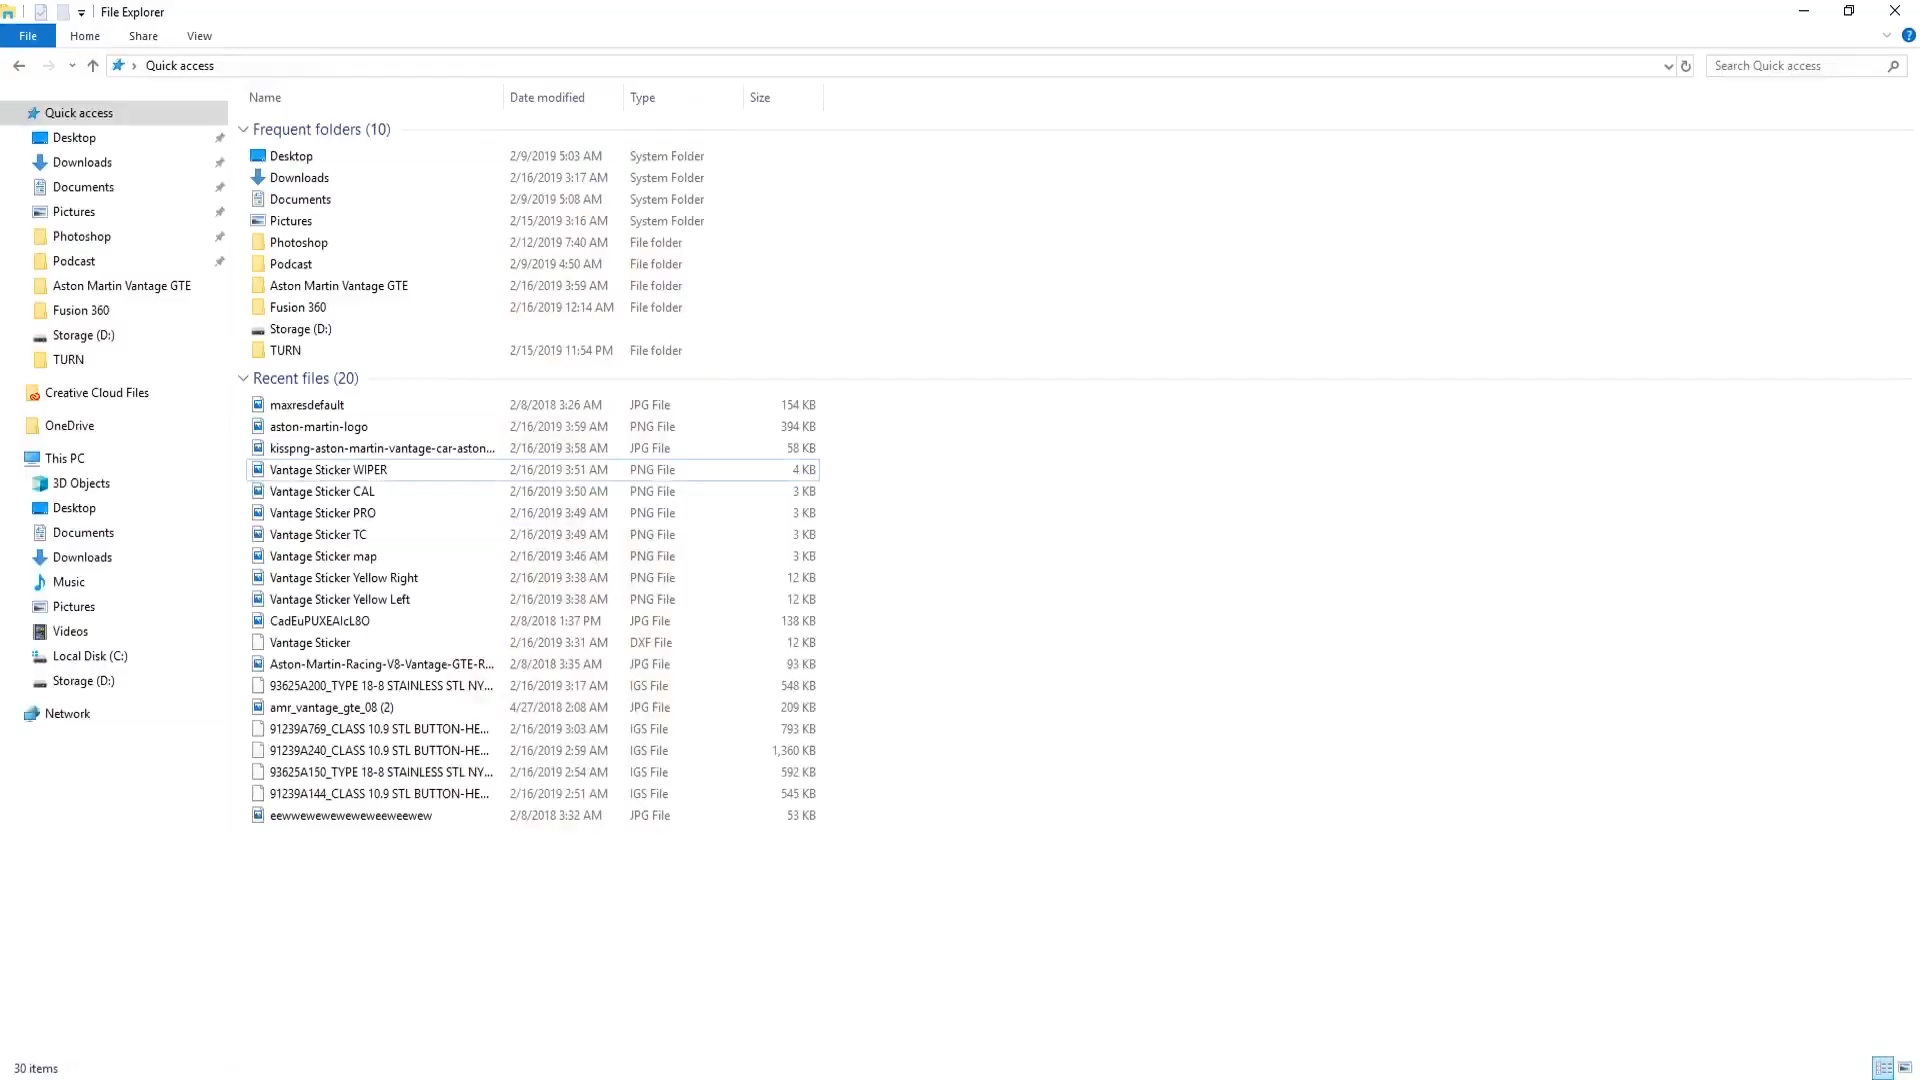 File Explorer
File Home Share View
Quick access Search Quick access
Name Date modified Type Size
Quick access
Desktop
Downloads
Documents
Pictures
Photoshop
Podcast
Aston Martin Vantage GTE
Fusion 360
Storage (D:)
TURN
Creative Cloud Files
OneDrive
This PC
3D Objects
Desktop
Documents
Downloads
Music
Pictures
Videos
Local Disk (C:)
Storage (D:)
Network
Frequent folders (10)
Desktop 2/9/2019 5:03 AM System Folder
Downloads 2/16/2019 3:17 AM System Folder
Documents 2/9/2019 5:08 AM System Folder
Pictures 2/15/2019 3:16 AM System Folder
Photoshop 2/12/2019 7:40 AM File folder
Podcast 2/9/2019 4:50 AM File folder
Aston Martin Vantage GTE 2/16/2019 3:59 AM File folder
Fusion 360 2/16/2019 12:14 AM File folder
Storage (D:)
TURN 2/15/2019 11:54 PM File folder
Recent files (20)
maxresdefault 2/8/2018 3:26 AM JPG File 154 KB
aston-martin-logo 2/16/2019 3:59 AM PNG File 394 KB
kisspng-aston-martin-vantage-car-aston... 2/16/2019 3:58 AM JPG File 58 KB
Vantage Sticker WIPER 2/16/2019 3:51 AM PNG File 4 KB
Vantage Sticker CAL 2/16/2019 3:50 AM PNG File 3 KB
Vantage Sticker PRO 2/16/2019 3:49 AM PNG File 3 KB
Vantage Sticker TC 2/16/2019 3:49 AM PNG File 3 KB
Vantage Sticker map 2/16/2019 3:46 AM PNG File 3 KB
Vantage Sticker Yellow Right 2/16/2019 3:38 AM PNG File 12 KB
Vantage Sticker Yellow Left 2/16/2019 3:38 AM PNG File 12 KB
CadEuPUXEAIcL8O 2/8/2018 1:37 PM JPG File 138 KB
Vantage Sticker 2/16/2019 3:31 AM DXF File 12 KB
Aston-Martin-Racing-V8-Vantage-GTE-R... 2/8/2018 3:35 AM JPG File 93 KB
93625A200_TYPE 18-8 STAINLESS STL NY... 2/16/2019 3:17 AM IGS File 548 KB
amr_vantage_gte_08 (2) 4/27/2018 2:08 AM JPG File 209 KB
91239A769_CLASS 10.9 STL BUTTON-HE... 2/16/2019 3:03 AM IGS File 793 KB
91239A240_CLASS 10.9 STL BUTTON-HE... 2/16/2019 2:59 AM IGS File 1,360 KB
93625A150_TYPE 18-8 STAINLESS STL NY... 2/16/2019 2:54 AM IGS File 592 KB
91239A144_CLASS 10.9 STL BUTTON-HE... 2/16/2019 2:51 AM IGS File 545 KB
eewwewewewewеweeweewew 2/8/2018 3:32 AM JPG File 53 KB
30 items